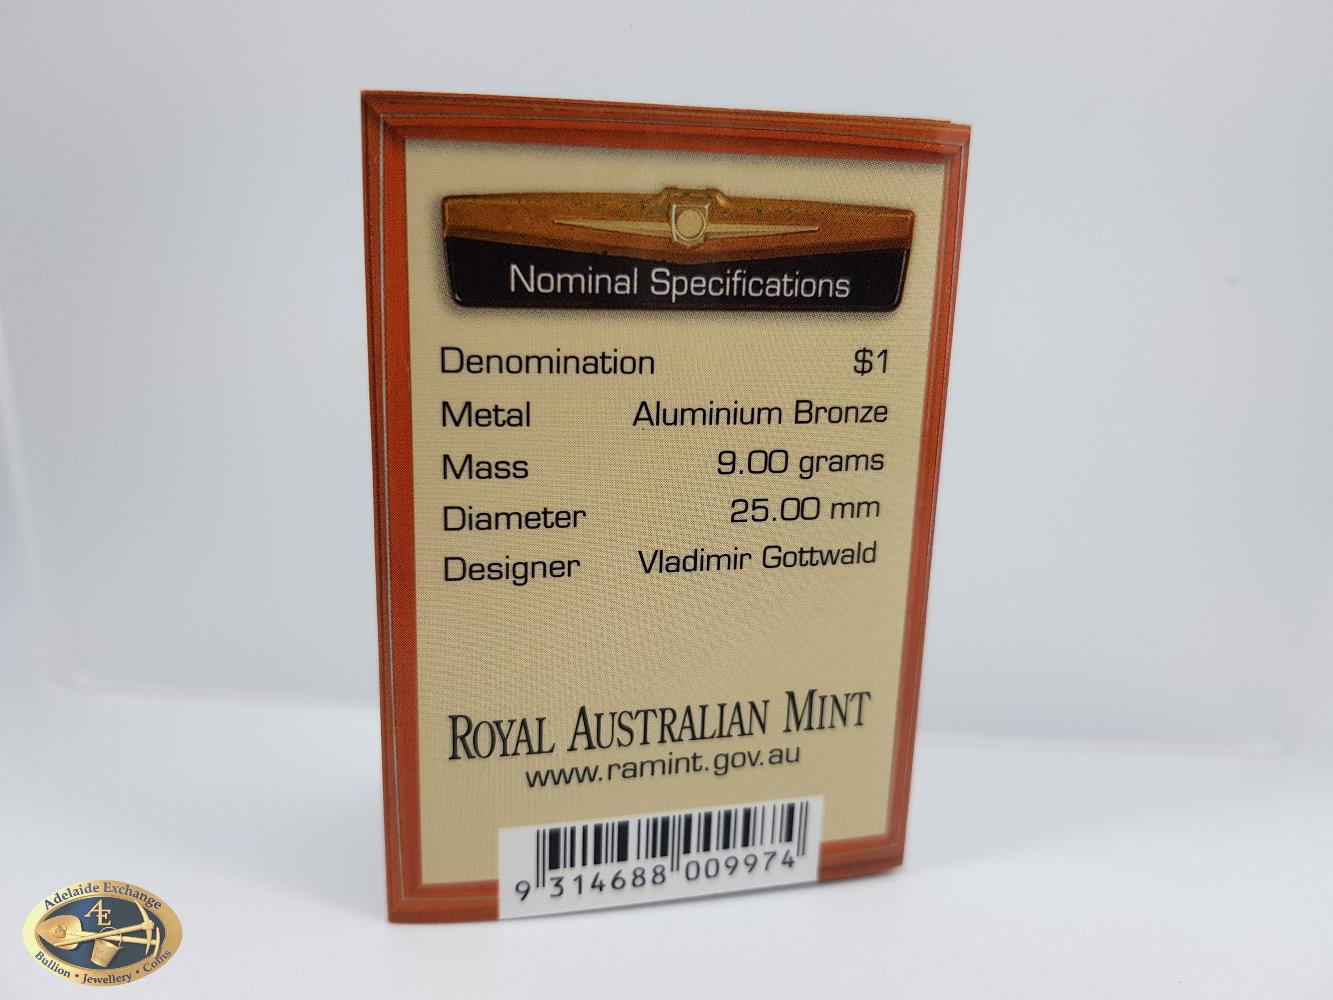 Nominal Specifications
Denomination $1
Metal Aluminium Bronze
Mass 9.00 grams
Diameter 25.00 mm
Designer Vladimir Gottwald
ROYAL AUSTRALIAN MINT
www.ramint.gov.au
9 314688 009974
Adelaide Exchange
AE
Bullion • Jewellery • Coins